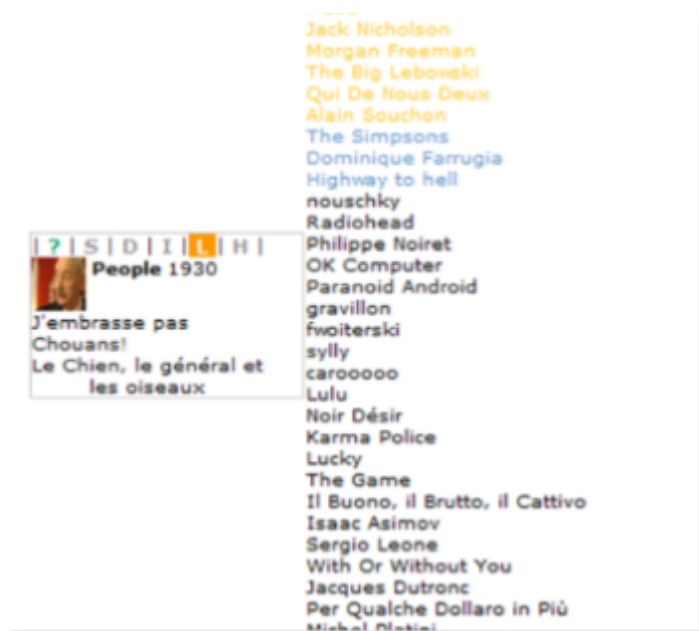 Jack Nicholson
Morgan Freeman
The Big Lebowski
Qui De Nous Deux
Alain Souchon
The Simpsons
Dominique Farrugia
Highway to hell
nouschky
Radiohead
Philippe Noiret
OK Computer
Paranoid Android
gravillon
fwoiterski
sylly
carooooo
Lulu
Noir Désir
Karma Police
Lucky
The Game
Il Buono, il Brutto, il Cattivo
Isaac Asimov
Sergio Leone
With Or Without You
Jacques Dutronc
Per Qualche Dollaro in Più
Michel Platini
| ? | S | D | I | L | H |
People 1930
J'embrasse pas
Chouans!
Le Chien, le général et
les oiseaux